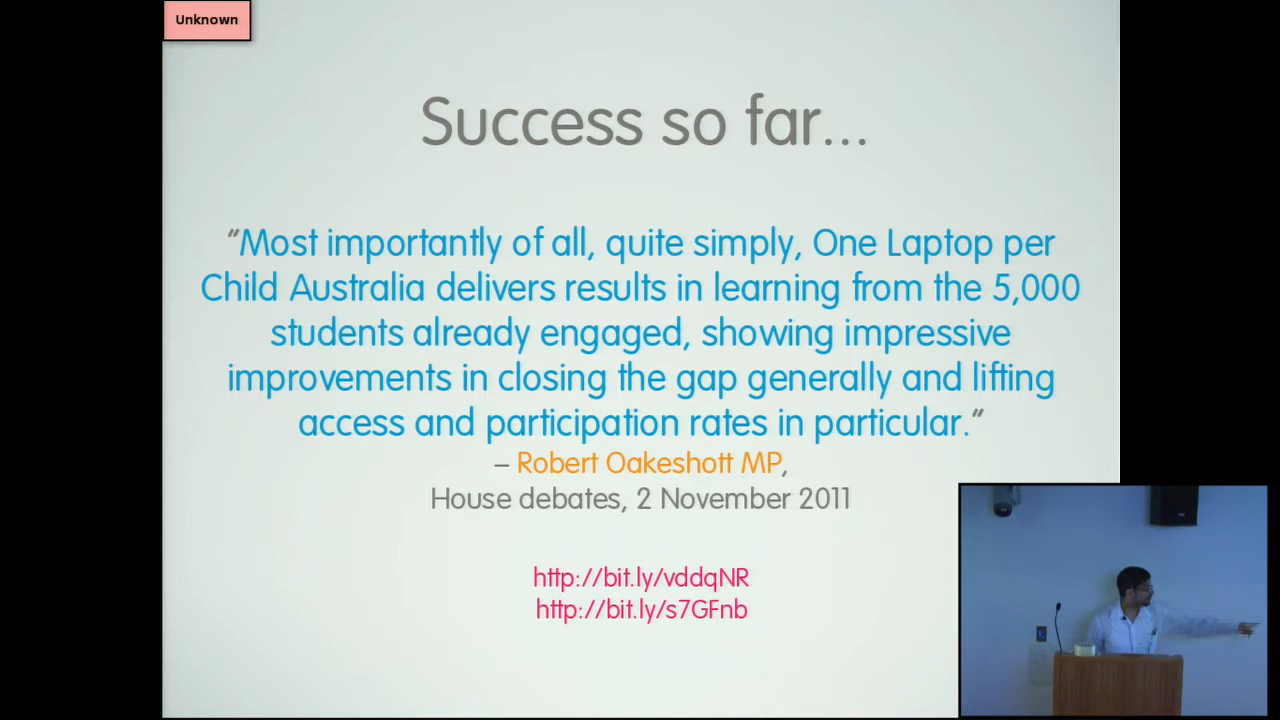 Unknown
Success so far...
"Most importantly of all, quite simply, One Laptop per
Child Australia delivers results in learning from the 5,000
students already engaged, showing impressive
improvements in closing the gap generally and lifting
access and participation rates in particular."
– Robert Oakeshott MP,
House debates, 2 November 2011
http://bit.ly/vddqNR
http://bit.ly/s7GFnb